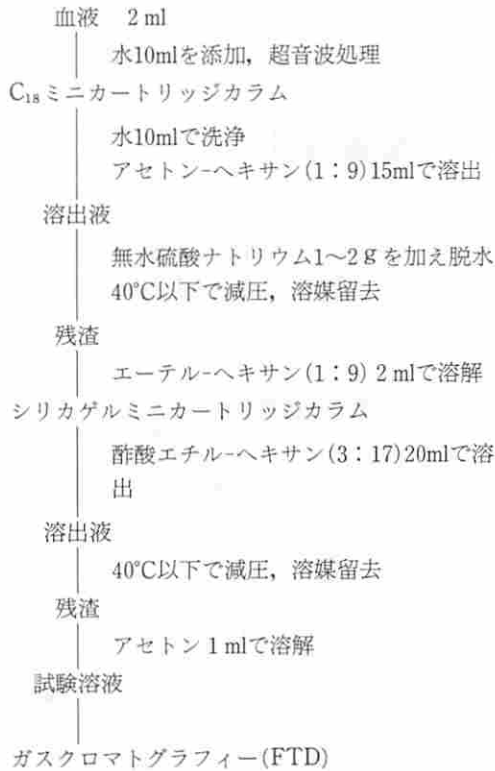 血液　2 ml
水10mlを添加，超音波処理
C₁₈ミニカートリッジカラム
水10mlで洗浄
アセトン-ヘキサン(1：9)15mlで溶出
溶出液
無水硫酸ナトリウム1〜2ｇを加え脱水
40℃以下で減圧，溶媒留去
残渣
エーテル-ヘキサン(1：9) 2 mlで溶解
シリカゲルミニカートリッジカラム
酢酸エチル-ヘキサン(3：17)20mlで溶
出
溶出液
40℃以下で減圧，溶媒留去
残渣
アセトン 1 mlで溶解
試験溶液
ガスクロマトグラフィー(FTD)